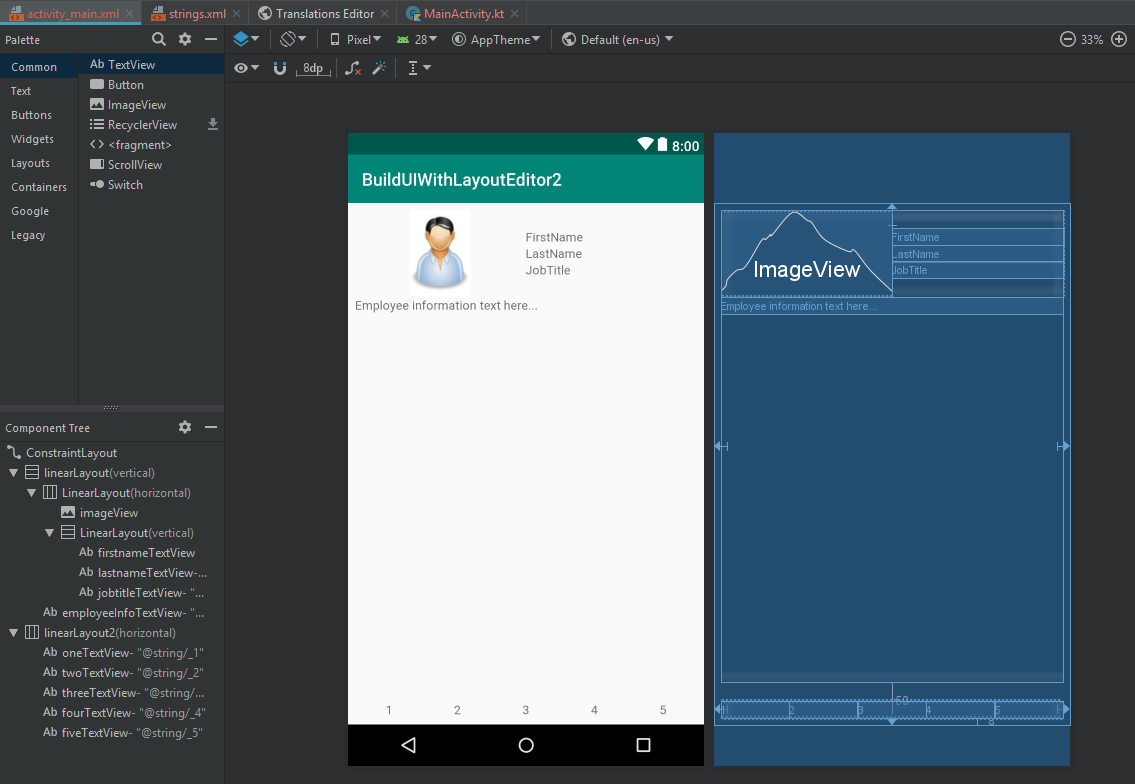 activity_main.xml strings.xml Translations Editor MainActivity.kt
Palette
Pixel 28 AppTheme Default (en-us) 33%
8dp
Common
Text
Buttons
Widgets
Layouts
Containers
Google
Legacy
Ab TextView
Button
ImageView
RecyclerView
<fragment>
ScrollView
Switch
Component Tree
ConstraintLayout
linearLayout(vertical)
LinearLayout(horizontal)
imageView
LinearLayout(vertical)
Ab firstnameTextView
Ab lastnameTextView-...
Ab jobtitleTextView- "...
Ab employeeInfoTextView- "...
linearLayout2(horizontal)
Ab oneTextView- "@string/_1"
Ab twoTextView- "@string/_2"
Ab threeTextView- "@string/...
Ab fourTextView- "@string/_4"
Ab fiveTextView- "@string/_5"
8:00
BuildUIWithLayoutEditor2
FirstName
LastName
JobTitle
Employee information text here...
1 2 3 4 5
ImageView
FirstName
LastName
JobTitle
Employee information text here...
2 3 4 5